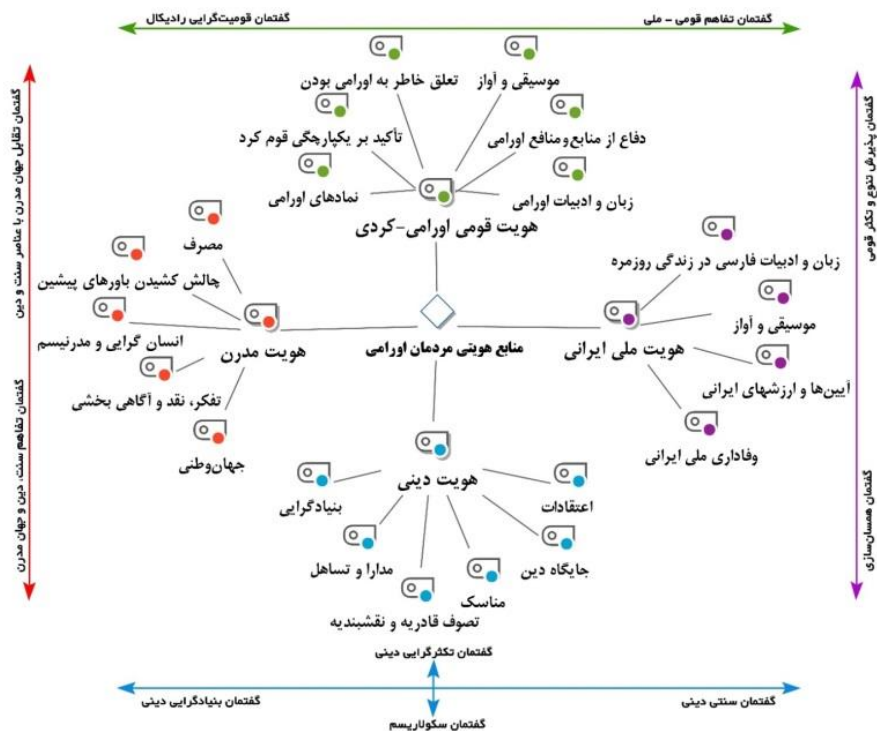 گفتمان تفاهم قومی - ملی
گفتمان قومیت‌گرایی رادیکال
موسیقی و آواز
تعلق خاطر به اورامی بودن
دفاع از منابع‌و‌منافع اورامی
تأکید بر یکپارچگی قوم کرد
زبان و ادبیات اورامی
نمادهای اورامی
هویت قومی اورامی-کردی
گفتمان پذیرش تنوع و تکثر قومی
گفتمان همسان‌سازی
زبان و ادبیات فارسی در زندگی روزمره
موسیقی و آواز
هویت ملی ایرانی
آیین‌ها و ارزشهای ایرانی
وفاداری ملی ایرانی
منابع هویتی مردمان اورامی
مصرف
چالش کشیدن باورهای پیشین
انسان گرایی و مدرنیسم
هویت مدرن
تفکر، نقد و آگاهی بخشی
جهان‌وطنی
گفتمان تقابل جهان مدرن با عناصر سنت و دین
گفتمان تفاهم سنت، دین و جهان مدرن
هویت دینی
اعتقادات
بنیادگرایی
جایگاه دین
مدارا و تساهل
مناسک
تصوف قادریه و نقشبندیه
گفتمان تکثرگرایی دینی
گفتمان سنتی دینی
گفتمان بنیادگرایی دینی
گفتمان سکولاریسم